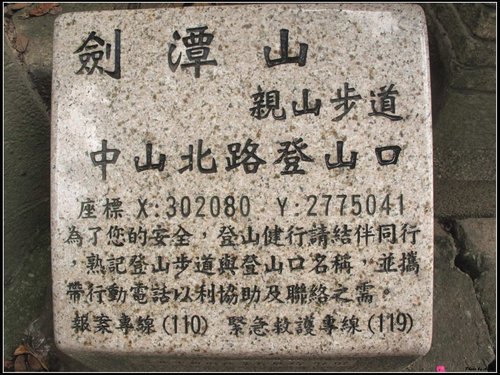 劍潭山
親山步道
中山北路登山口
座標 X:302080 Y:2775041
為了您的安全，登山健行請結伴同行
，熟記登山步道與登山口名稱，並攜
帶行動電話以利協助及聯絡之需。
報案專線(110) 緊急救護專線(119)